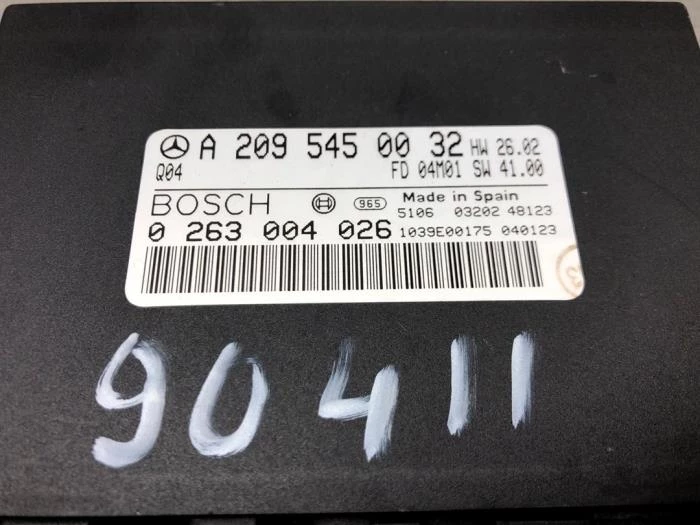 A 209 545 00 32 HW 26.02
Q04 FD 04M01 SW 41.00
BOSCH 965 Made in Spain
5106 03202 48123
0 263 004 026 1039E00175 040123
3
90411